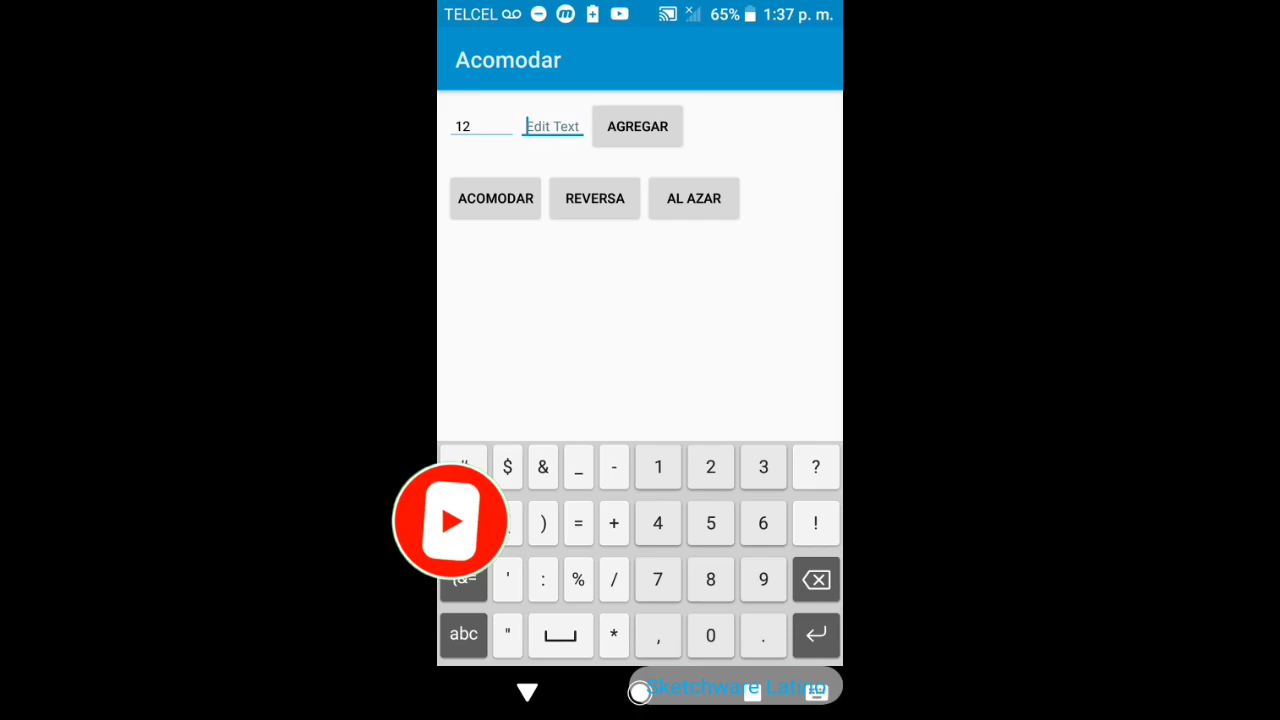 TELCEL 65% 1:37 p. m.
Acomodar
12 Edit Text AGREGAR
ACOMODAR REVERSA AL AZAR
$ & _ - 1 2 3 ?
) = + 4 5 6 !
' : % / 7 8 9
abc " * , 0 .
Sketchware Latino